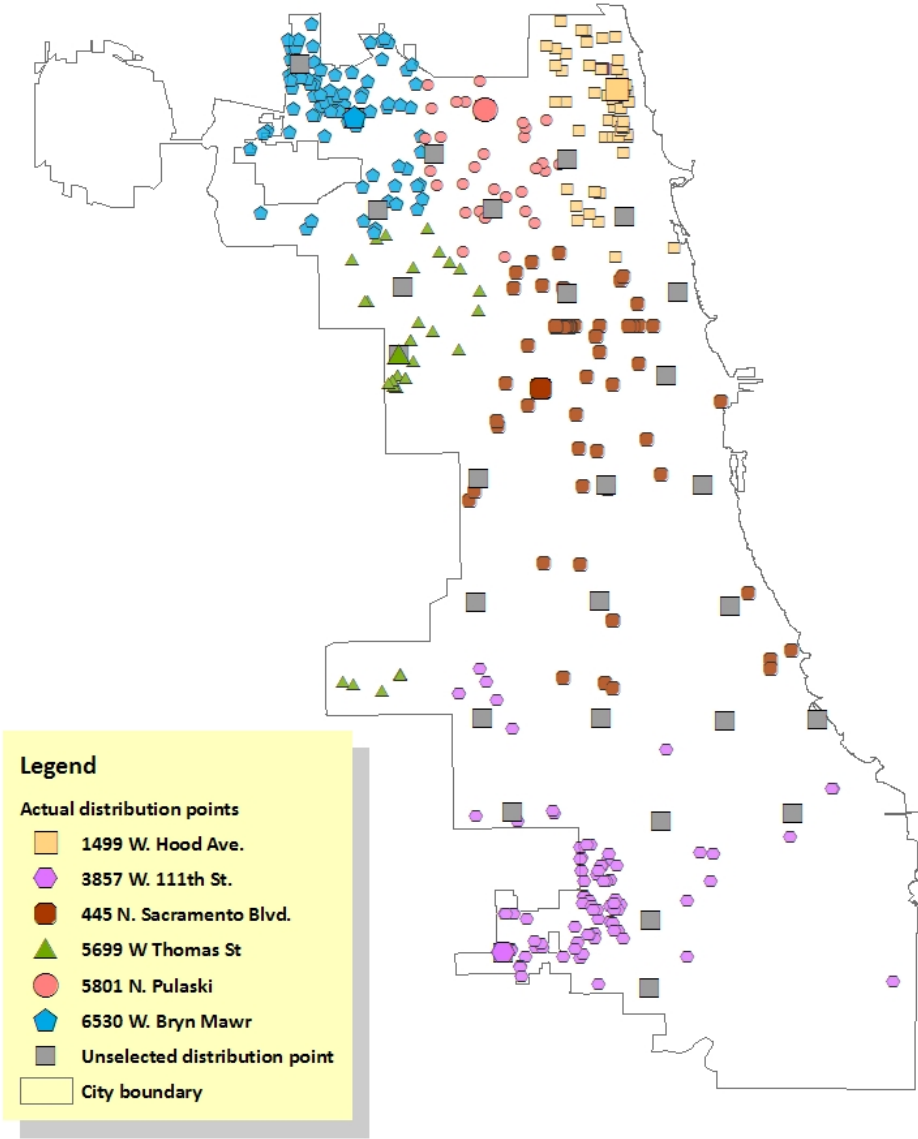 Legend
Actual distribution points
1499 W. Hood Ave.
3857 W. 111th St.
445 N. Sacramento Blvd.
5699 W Thomas St
5801 N. Pulaski
6530 W. Bryn Mawr
Unselected distribution point
City boundary